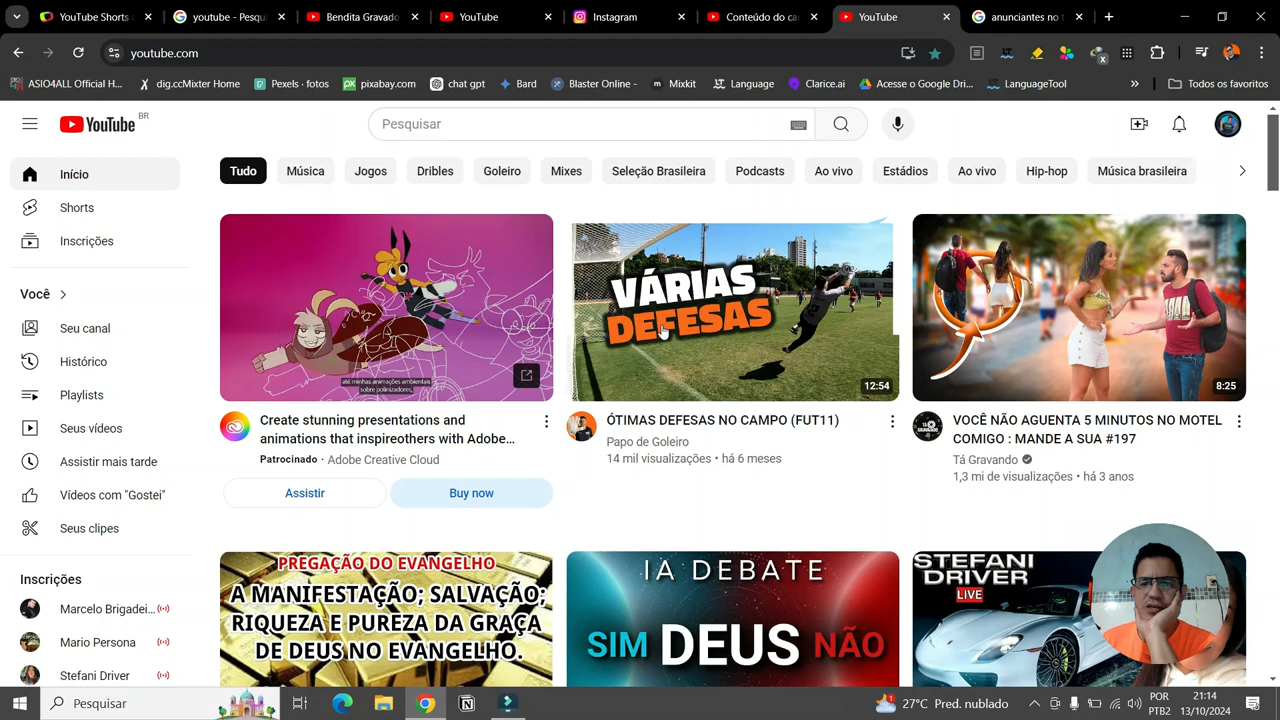 YouTube Shorts a
youtube - Pesqu
Bendita Gravado
YouTube
Instagram
Conteúdo do ca
YouTube
anunciantes no t
youtube.com
ASIO4ALL Official H...
dig.ccMixter Home
Pexels - fotos
pixabay.com
chat gpt
Bard
Blaster Online -
Mixkit
Language
Clarice.ai
Acesse o Google Dri...
LanguageTool
Todos os favoritos
YouTube BR
Pesquisar
Início
Shorts
Inscrições
Você
Seu canal
Histórico
Playlists
Seus vídeos
Assistir mais tarde
Vídeos com "Gostei"
Seus clipes
Inscrições
Marcelo Brigadei...
Mario Persona
Stefani Driver
Tudo
Música
Jogos
Dribles
Goleiro
Mixes
Seleção Brasileira
Podcasts
Ao vivo
Estádios
Ao vivo
Hip-hop
Música brasileira
até minhas animações ambientais
sobre polinizadores,
Create stunning presentations and
animations that inspireothers with Adobe...
Patrocinado · Adobe Creative Cloud
Assistir
Buy now
VÁRIAS
DEFESAS
12:54
ÓTIMAS DEFESAS NO CAMPO (FUT11)
Papo de Goleiro
14 mil visualizações · há 6 meses
8:25
VOCÊ NÃO AGUENTA 5 MINUTOS NO MOTEL
COMIGO : MANDE A SUA #197
Tá Gravando
1,3 mi de visualizações · há 3 anos
PREGAÇÃO DO EVANGELHO
A MANIFESTAÇÃO; SALVAÇÃO;
RIQUEZA E PUREZA DA GRAÇA
DE DEUS NO EVANGELHO.
IA DEBATE
SIM DEUS NÃO
STEFANI
DRIVER
LIVE
Pesquisar
27°C Pred. nublado
POR
PTB2
21:14
13/10/2024